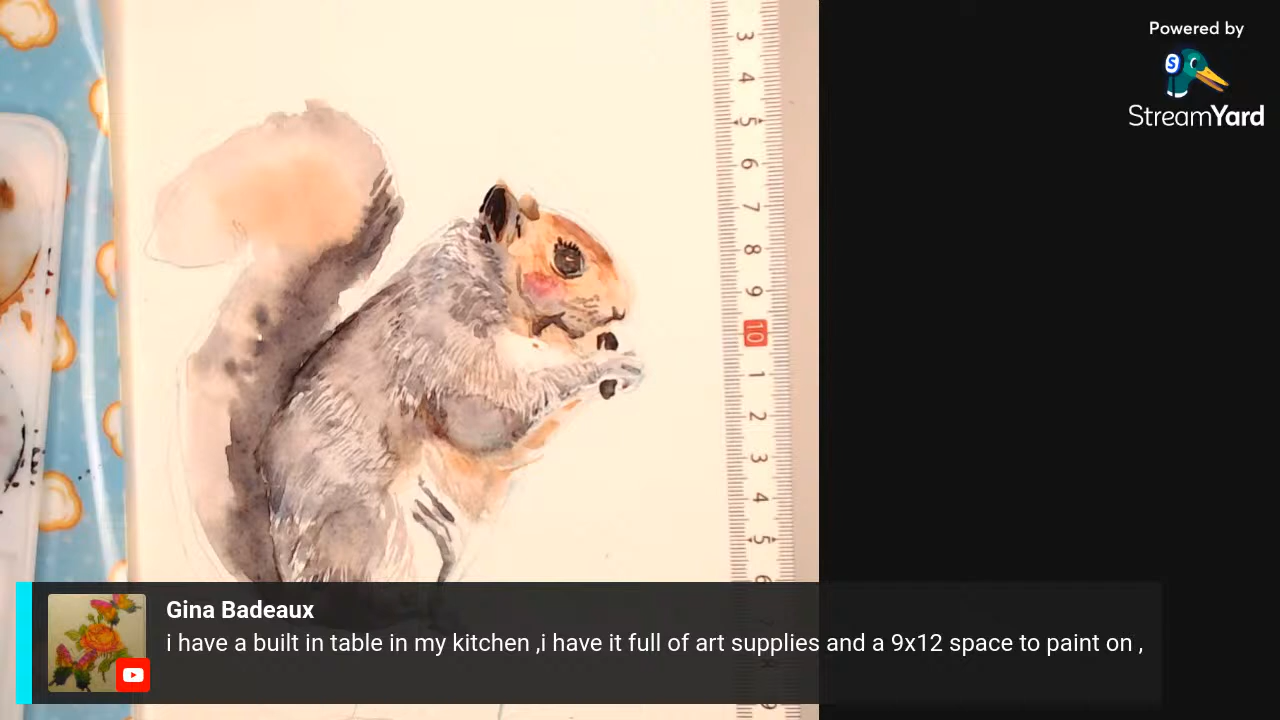 Powered by
S
StreamYard
3
4
5
6
7
8
9
10
1
2
3
4
5
6
Gina Badeaux
i have a built in table in my kitchen ,i have it full of art supplies and a 9x12 space to paint on ,